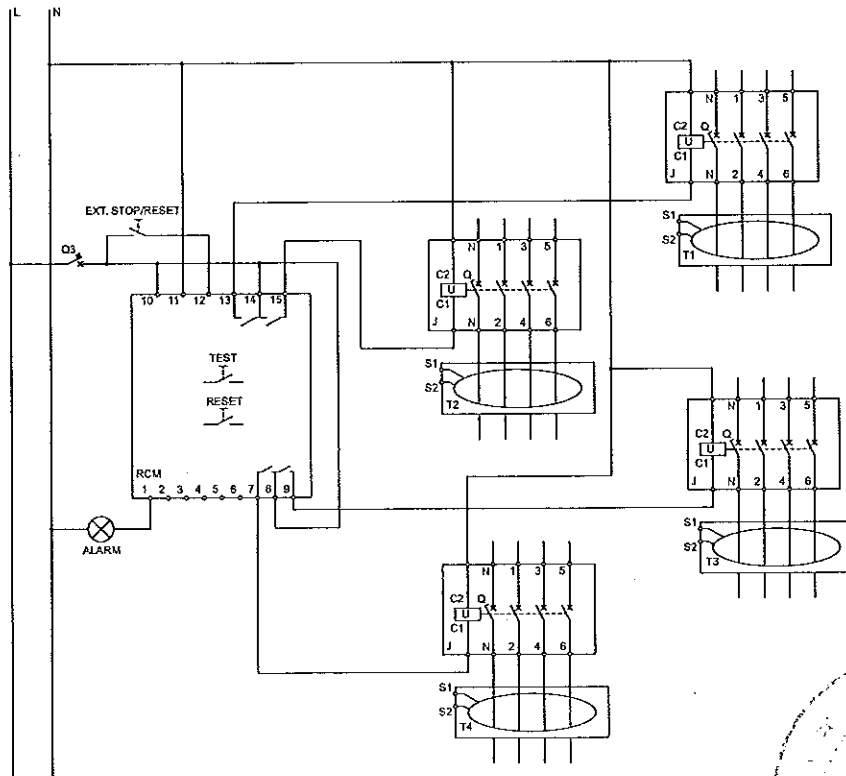 L N
N 1 3 5
C2 Q
U
C1
J N 2 4 6
S1
S2
T1
EXT. STOP/RESET
Q3
10 11 12 13 14 15
N 1 3 5
C2 Q
U
C1
J N 2 4 6
S1
S2
T2
TEST
RESET
RCM
1 2 3 4 5 6 7 8 9
ALARM
N 1 3 5
C2 Q
U
C1
J N 2 4 6
S1
S2
T3
N 1 3 5
C2 Q
U
C1
J N 2 4 6
S1
S2
T4